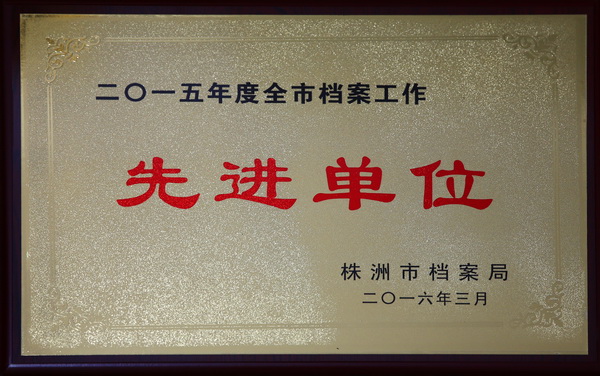 二〇一五年度全市档案工作
先进单位
株洲市档案局
二〇一六年三月